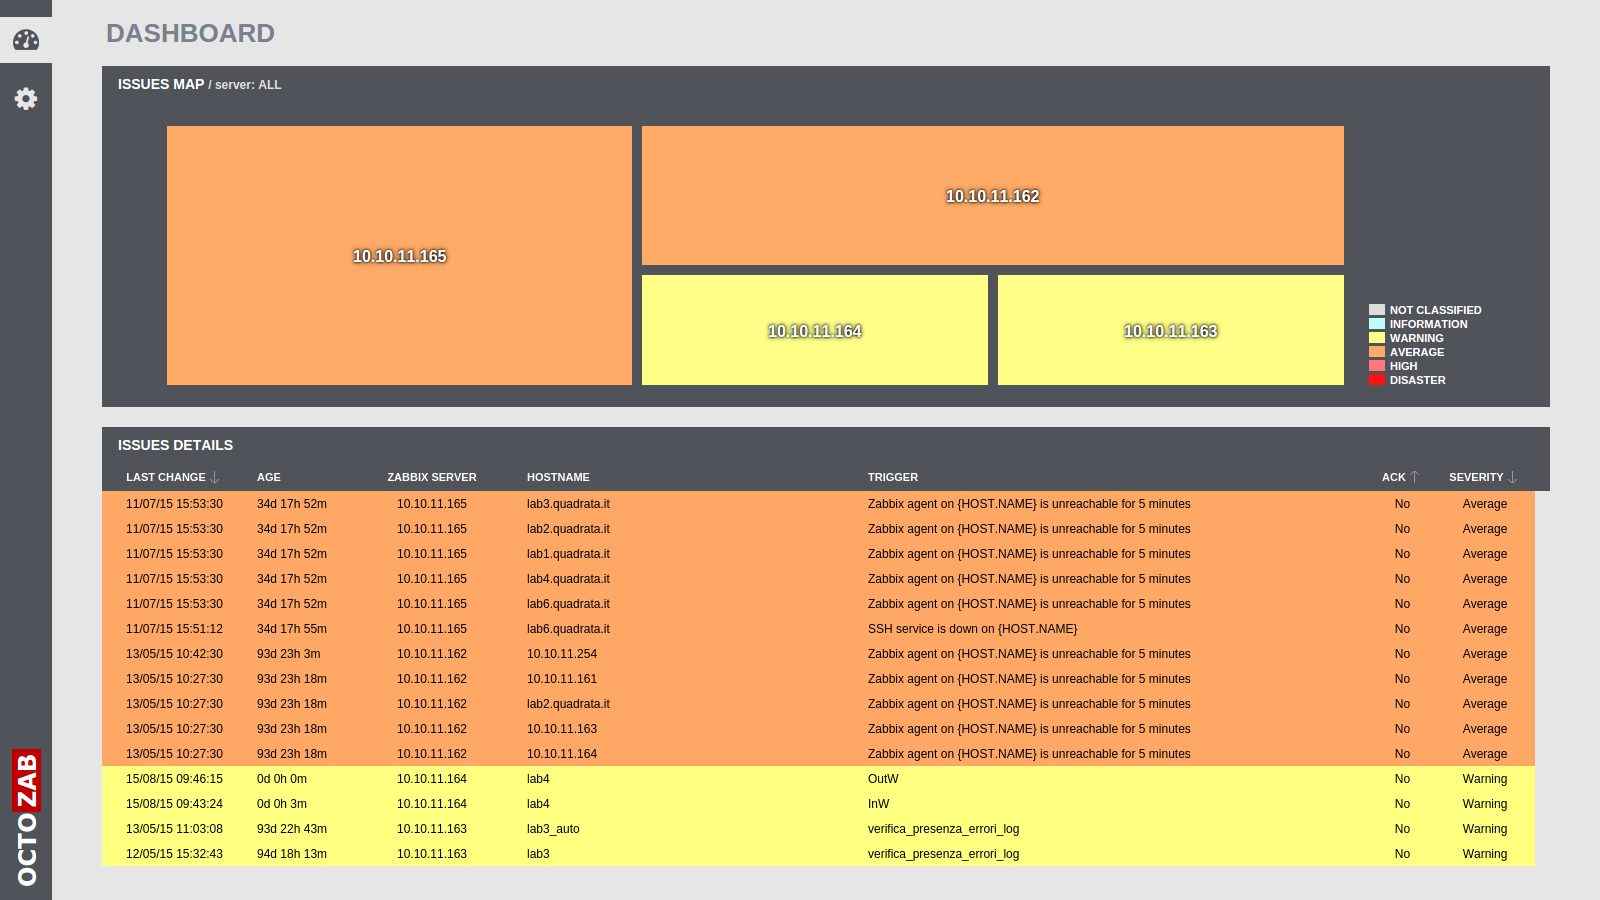 DASHBOARD
ISSUES MAP / server: ALL
10.10.11.165
10.10.11.162
10.10.11.164
10.10.11.163
NOT CLASSIFIED
INFORMATION
WARNING
AVERAGE
HIGH
DISASTER
ISSUES DETAILS
LAST CHANGE AGE ZABBIX SERVER HOSTNAME TRIGGER ACK SEVERITY
11/07/15 15:53:30 34d 17h 52m 10.10.11.165 lab3.quadrata.it Zabbix agent on {HOST.NAME} is unreachable for 5 minutes No Average
11/07/15 15:53:30 34d 17h 52m 10.10.11.165 lab2.quadrata.it Zabbix agent on {HOST.NAME} is unreachable for 5 minutes No Average
11/07/15 15:53:30 34d 17h 52m 10.10.11.165 lab1.quadrata.it Zabbix agent on {HOST.NAME} is unreachable for 5 minutes No Average
11/07/15 15:53:30 34d 17h 52m 10.10.11.165 lab4.quadrata.it Zabbix agent on {HOST.NAME} is unreachable for 5 minutes No Average
11/07/15 15:53:30 34d 17h 52m 10.10.11.165 lab6.quadrata.it Zabbix agent on {HOST.NAME} is unreachable for 5 minutes No Average
11/07/15 15:51:12 34d 17h 55m 10.10.11.165 lab6.quadrata.it SSH service is down on {HOST.NAME} No Average
13/05/15 10:42:30 93d 23h 3m 10.10.11.162 10.10.11.254 Zabbix agent on {HOST.NAME} is unreachable for 5 minutes No Average
13/05/15 10:27:30 93d 23h 18m 10.10.11.162 10.10.11.161 Zabbix agent on {HOST.NAME} is unreachable for 5 minutes No Average
13/05/15 10:27:30 93d 23h 18m 10.10.11.162 lab2.quadrata.it Zabbix agent on {HOST.NAME} is unreachable for 5 minutes No Average
13/05/15 10:27:30 93d 23h 18m 10.10.11.162 10.10.11.163 Zabbix agent on {HOST.NAME} is unreachable for 5 minutes No Average
13/05/15 10:27:30 93d 23h 18m 10.10.11.162 10.10.11.164 Zabbix agent on {HOST.NAME} is unreachable for 5 minutes No Average
15/08/15 09:46:15 0d 0h 0m 10.10.11.164 lab4 OutW No Warning
15/08/15 09:43:24 0d 0h 3m 10.10.11.164 lab4 InW No Warning
13/05/15 11:03:08 93d 22h 43m 10.10.11.163 lab3_auto verifica_presenza_errori_log No Warning
12/05/15 15:32:43 94d 18h 13m 10.10.11.163 lab3 verifica_presenza_errori_log No Warning
OCTOZAB